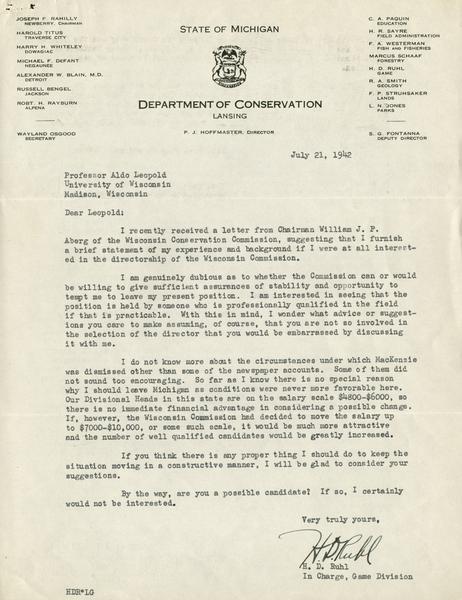 STATE OF MICHIGAN
DEPARTMENT OF CONSERVATION
LANSING
P. J. HOFFMASTER, DIRECTOR
JOSEPH F. RAHILLY
NEWBERRY, CHAIRMAN
HAROLD TITUS
TRAVERSE CITY
HARRY H. WHITELEY
DOWAGIAC
MICHAEL F. DEFANT
NEGAUNEE
ALEXANDER W. BLAIN, M.D.
DETROIT
RUSSELL BENGEL
JACKSON
ROBT. H. RAYBURN
ALPENA
WAYLAND OSGOOD
SECRETARY
C. A. PAQUIN
EDUCATION
H. R. SAYRE
FIELD ADMINISTRATION
F. A. WESTERMAN
FISH AND FISHERIES
MARCUS SCHAAF
FORESTRY
H. D. RUHL
GAME
R. A. SMITH
GEOLOGY
F. P. STRUHSAKER
LANDS
L. N. JONES
PARKS
S. G. FONTANNA
DEPUTY DIRECTOR
July 21, 1942
Professor Aldo Leopold
University of Wisconsin
Madison, Wisconsin
Dear Leopold:
I recently received a letter from Chairman William J. P.
Aberg of the Wisconsin Conservation Commission, suggesting that I furnish
a brief statement of my experience and background if I were at all interest-
ed in the directorship of the Wisconsin Commission.
I am genuinely dubious as to whether the Commission can or would
be willing to give sufficient assurances of stability and opportunity to
tempt me to leave my present position. I am interested in seeing that the
position is held by someone who is professionally qualified in the field
if that is practicable. With this in mind, I wonder what advice or sugges-
tions you care to make assuming, of course, that you are not so involved in
the selection of the director that you would be embarrassed by discussing
it with me.
I do not know more about the circumstances under which MacKenzie
was dismissed other than some of the newspaper accounts. Some of them did
not sound too encouraging. So far as I know there is no special reason
why I should leave Michigan as conditions were never more favorable here.
Our Divisional Heads in this state are on the salary scale $4800-$6000, so
there is no immediate financial advantage in considering a possible change.
If, however, the Wisconsin Commission had decided to move the salary up
to $7000-$10,000, or some such scale, it would be much more attractive
and the number of well qualified candidates would be greatly increased.
If you think there is any proper thing I should do to keep the
situation moving in a constructive manner, I will be glad to consider your
suggestions.
By the way, are you a possible candidate? If so, I certainly
would not be interested.
Very truly yours,
H. D. Ruhl
H. D. Ruhl
In Charge, Game Division
HDR*LG